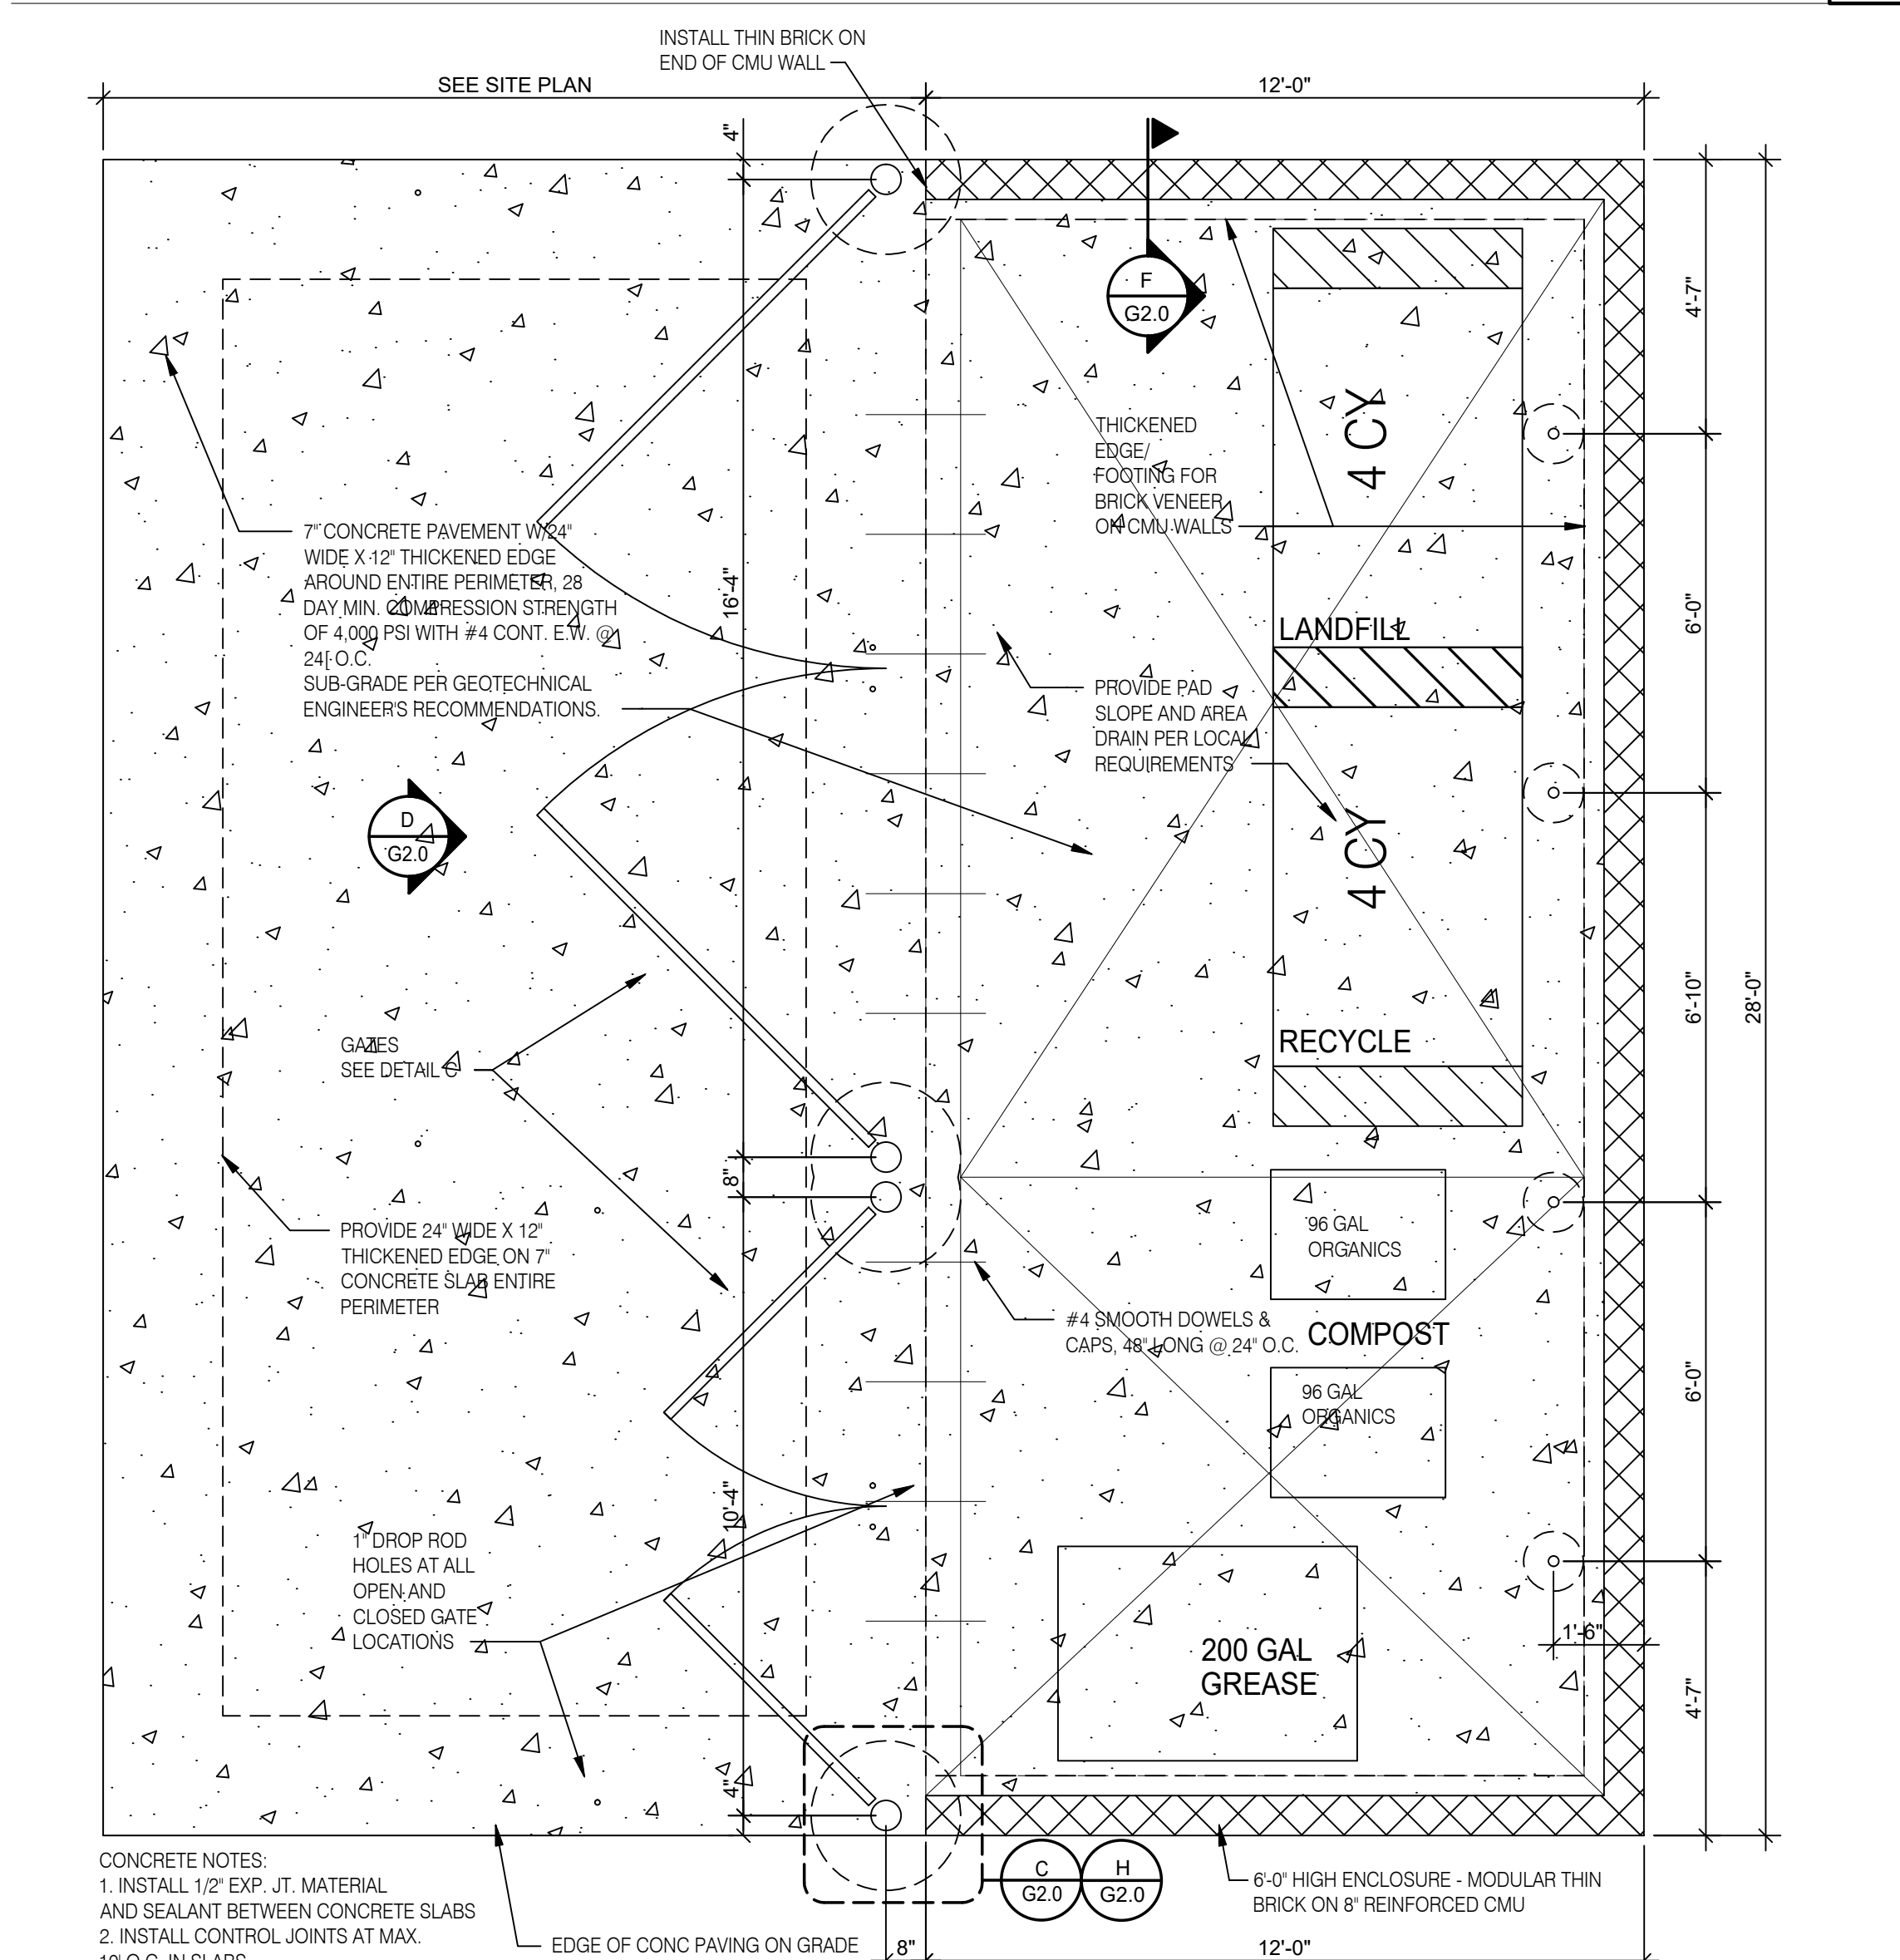 INSTALL THIN BRICK ON
END OF CMU WALL
SEE SITE PLAN
12'-0"
4"
F
G2.0
4'-7"
THICKENED
EDGE/
FOOTING FOR
BRICK VENEER
ON CMU WALLS
4 CY
7" CONCRETE PAVEMENT W/24"
WIDE X 12" THICKENED EDGE
AROUND ENTIRE PERIMETER, 28
DAY MIN. COMPRESSION STRENGTH
OF 4,000 PSI WITH #4 CONT. E.W. @
24[ O.C.
SUB-GRADE PER GEOTECHNICAL
ENGINEER'S RECOMMENDATIONS.
16'-4"
6'-0"
LANDFILL
PROVIDE PAD
SLOPE AND AREA
DRAIN PER LOCAL
REQUIREMENTS
D
G2.0
4 CY
6'-10"
28'-0"
RECYCLE
GATES
SEE DETAIL C
8"
PROVIDE 24" WIDE X 12"
THICKENED EDGE ON 7"
CONCRETE SLAB ENTIRE
PERIMETER
96 GAL
ORGANICS
#4 SMOOTH DOWELS &
CAPS, 48" LONG @ 24" O.C.
COMPOST
6'-0"
96 GAL
ORGANICS
10'-4"
1" DROP ROD
HOLES AT ALL
OPEN AND
CLOSED GATE
LOCATIONS
200 GAL
GREASE
1'-6"
4'-7"
4"
C
G2.0
H
G2.0
6'-0" HIGH ENCLOSURE - MODULAR THIN
BRICK ON 8" REINFORCED CMU
CONCRETE NOTES:
1. INSTALL 1/2" EXP. JT. MATERIAL
AND SEALANT BETWEEN CONCRETE SLABS
2. INSTALL CONTROL JOINTS AT MAX.
10' O.C. IN SLABS
EDGE OF CONC PAVING ON GRADE
8"
12'-0"